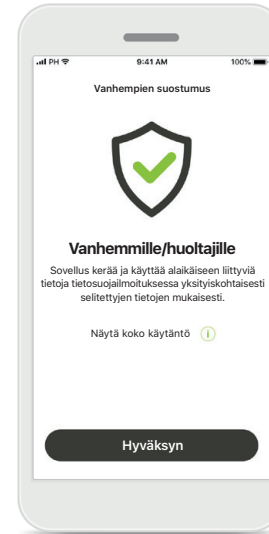 PH 9:41 AM 100%
Vanhempien suostumus
Vanhemmille/huoltajille
Sovellus kerää ja käyttää alaikäiseen liittyviä
tietoja tietosuojailmoituksessa yksityiskohtaisesti
selitettyjen tietojen mukaisesti.
Näytä koko käytäntö i
Hyväksyn